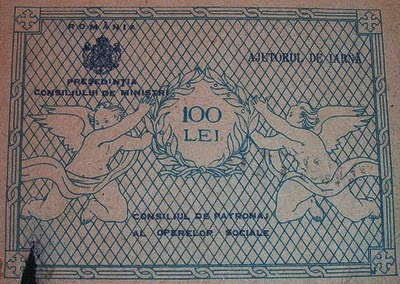 ROMÂNIA
AJUTORUL DE IARNĂ
PREȘEDINȚIA
CONSILIULUI DE MINIȘTRI
100
LEI
CONSILIUL DE PATRONAJ
AL OPERELOR SOCIALE